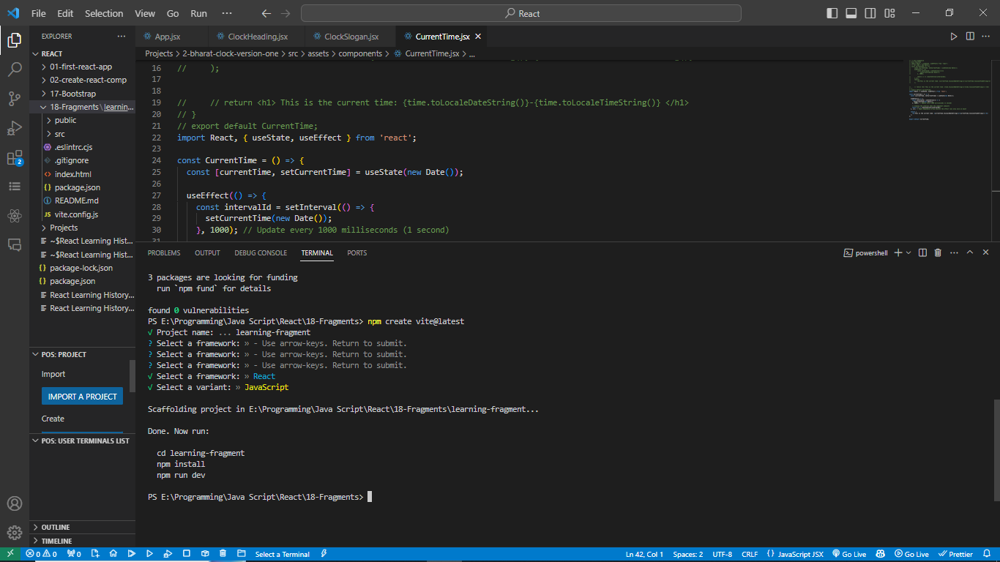 File Edit Selection View Go Run ···
React
EXPLORER ···
REACT
01-first-react-app
02-create-react-comp
17-Bootstrap
18-Fragments\learnin...
public
src
.eslintrc.cjs
.gitignore
index.html
package.json
README.md
vite.config.js
Projects
~$React Learning Hist...
~$React Learning Hist...
package-lock.json
package.json
React Learning History...
React Learning History...
POS: PROJECT
Import
IMPORT A PROJECT
Create
POS: USER TERMINALS LIST
OUTLINE
TIMELINE
App.jsx ClockHeading.jsx ClockSlogan.jsx CurrentTime.jsx
Projects > 2-bharat-clock-version-one > src > assets > components > CurrentTime.jsx > ...
16 // );
17
18
19 // // return <h1> This is the current time: {time.toLocaleDateString()}-{time.toLocaleTimeString()} </h1>
20 // }
21 // export default CurrentTime;
22 import React, { useState, useEffect } from 'react';
23
24 const CurrentTime = () => {
25 const [currentTime, setCurrentTime] = useState(new Date());
26
27 useEffect(() => {
28 const intervalId = setInterval(() => {
29 setCurrentTime(new Date());
30 }, 1000); // Update every 1000 milliseconds (1 second)
31
PROBLEMS OUTPUT DEBUG CONSOLE TERMINAL PORTS
powershell
3 packages are looking for funding
run `npm fund` for details
found 0 vulnerabilities
PS E:\Programming\Java Script\React\18-Fragments> npm create vite@latest
√ Project name: ... learning-fragment
? Select a framework: » - Use arrow-keys. Return to submit.
? Select a framework: » - Use arrow-keys. Return to submit.
? Select a framework: » - Use arrow-keys. Return to submit.
√ Select a framework: » React
√ Select a variant: » JavaScript
Scaffolding project in E:\Programming\Java Script\React\18-Fragments\learning-fragment...
Done. Now run:
cd learning-fragment
npm install
npm run dev
PS E:\Programming\Java Script\React\18-Fragments>
0 0 0 Select a Terminal Ln 42, Col 1 Spaces: 2 UTF-8 CRLF {} JavaScript JSX Go Live Go Live Prettier